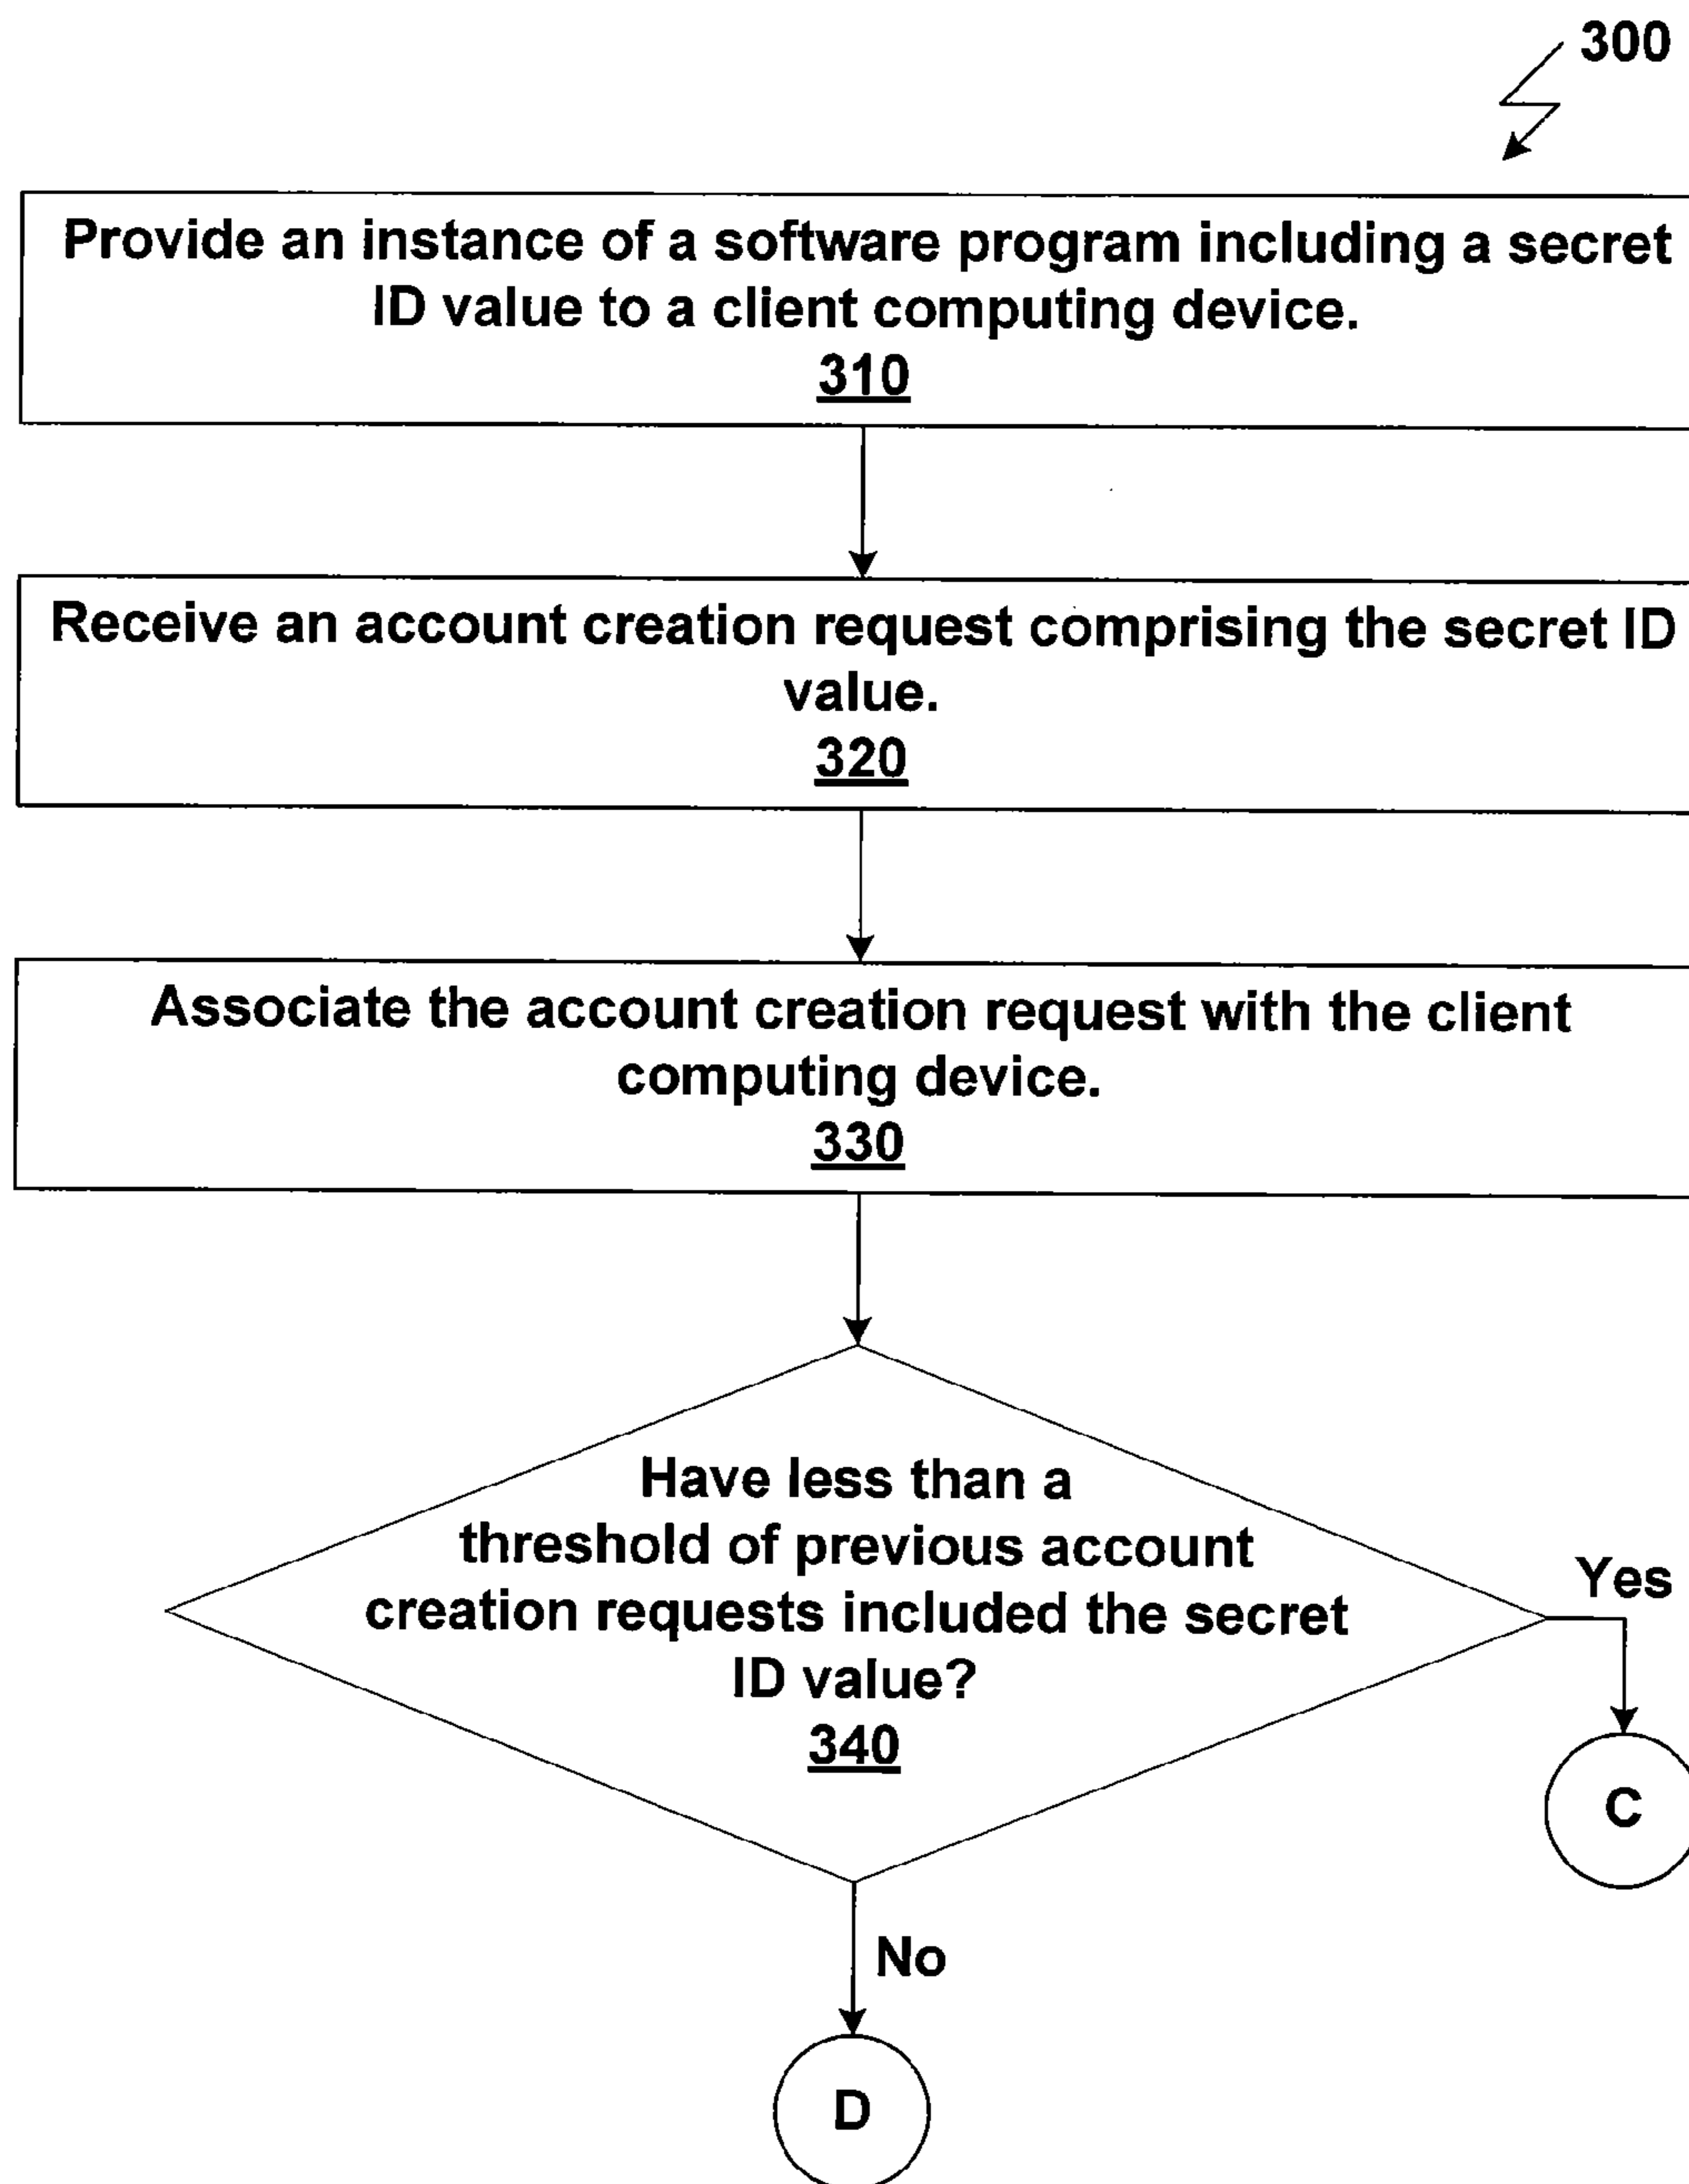 300
Provide an instance of a software program including a secret
ID value to a client computing device.
310
Receive an account creation request comprising the secret ID
value.
320
Associate the account creation request with the client
computing device.
330
Have less than a
threshold of previous account
creation requests included the secret
ID value?
340
Yes
C
No
D